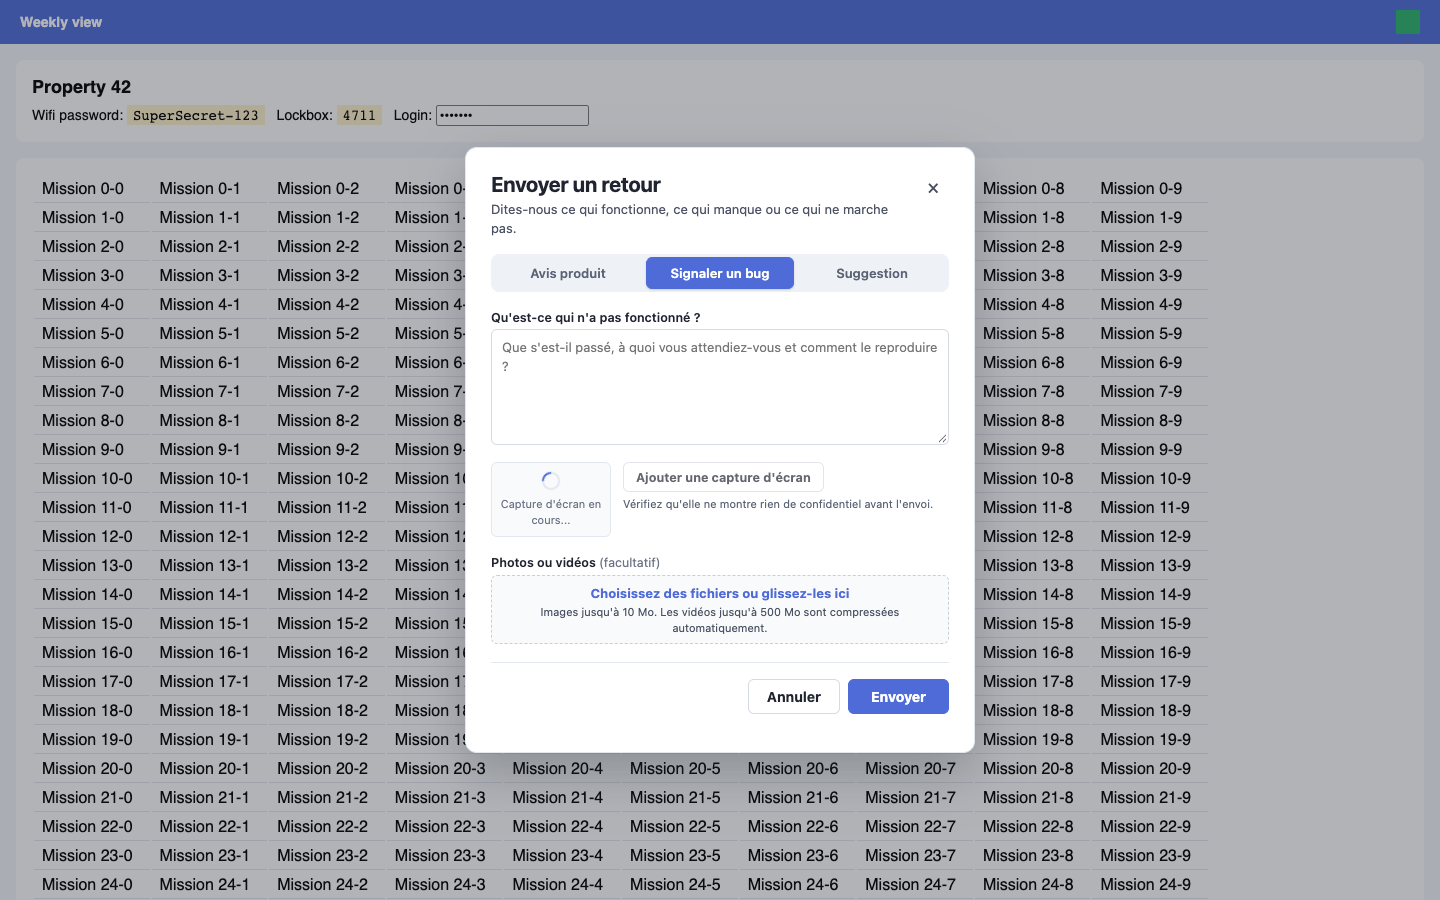 Weekly view
Property 42
Wifi password: SuperSecret-123 Lockbox: 4711 Login: •••••••
Envoyer un retour
Dites-nous ce qui fonctionne, ce qui manque ou ce qui ne marche
pas.
Avis produit Signaler un bug Suggestion
Qu'est-ce qui n'a pas fonctionné ?
Que s'est-il passé, à quoi vous attendiez-vous et comment le reproduire
?
Capture d'écran en
cours...
Ajouter une capture d'écran
Vérifiez qu'elle ne montre rien de confidentiel avant l'envoi.
Photos ou vidéos (facultatif)
Choisissez des fichiers ou glissez-les ici
Images jusqu'à 10 Mo. Les vidéos jusqu'à 500 Mo sont compressées
automatiquement.
Annuler Envoyer
Mission 0-0 Mission 0-1 Mission 0-2 Mission 0-8 Mission 0-9
Mission 1-0 Mission 1-1 Mission 1-2 Mission 1-8 Mission 1-9
Mission 2-0 Mission 2-1 Mission 2-2 Mission 2-8 Mission 2-9
Mission 3-0 Mission 3-1 Mission 3-2 Mission 3-8 Mission 3-9
Mission 4-0 Mission 4-1 Mission 4-2 Mission 4-8 Mission 4-9
Mission 5-0 Mission 5-1 Mission 5-2 Mission 5-8 Mission 5-9
Mission 6-0 Mission 6-1 Mission 6-2 Mission 6-8 Mission 6-9
Mission 7-0 Mission 7-1 Mission 7-2 Mission 7-8 Mission 7-9
Mission 8-0 Mission 8-1 Mission 8-2 Mission 8-8 Mission 8-9
Mission 9-0 Mission 9-1 Mission 9-2 Mission 9-8 Mission 9-9
Mission 10-0 Mission 10-1 Mission 10-2 Mission 10-8 Mission 10-9
Mission 11-0 Mission 11-1 Mission 11-2 Mission 11-8 Mission 11-9
Mission 12-0 Mission 12-1 Mission 12-2 Mission 12-8 Mission 12-9
Mission 13-0 Mission 13-1 Mission 13-2 Mission 13-8 Mission 13-9
Mission 14-0 Mission 14-1 Mission 14-2 Mission 14-8 Mission 14-9
Mission 15-0 Mission 15-1 Mission 15-2 Mission 15-8 Mission 15-9
Mission 16-0 Mission 16-1 Mission 16-2 Mission 16-8 Mission 16-9
Mission 17-0 Mission 17-1 Mission 17-2 Mission 17-8 Mission 17-9
Mission 18-0 Mission 18-1 Mission 18-2 Mission 18-8 Mission 18-9
Mission 19-0 Mission 19-1 Mission 19-2 Mission 19-8 Mission 19-9
Mission 20-0 Mission 20-1 Mission 20-2 Mission 20-3 Mission 20-4 Mission 20-5 Mission 20-6 Mission 20-7 Mission 20-8 Mission 20-9
Mission 21-0 Mission 21-1 Mission 21-2 Mission 21-3 Mission 21-4 Mission 21-5 Mission 21-6 Mission 21-7 Mission 21-8 Mission 21-9
Mission 22-0 Mission 22-1 Mission 22-2 Mission 22-3 Mission 22-4 Mission 22-5 Mission 22-6 Mission 22-7 Mission 22-8 Mission 22-9
Mission 23-0 Mission 23-1 Mission 23-2 Mission 23-3 Mission 23-4 Mission 23-5 Mission 23-6 Mission 23-7 Mission 23-8 Mission 23-9
Mission 24-0 Mission 24-1 Mission 24-2 Mission 24-3 Mission 24-4 Mission 24-5 Mission 24-6 Mission 24-7 Mission 24-8 Mission 24-9